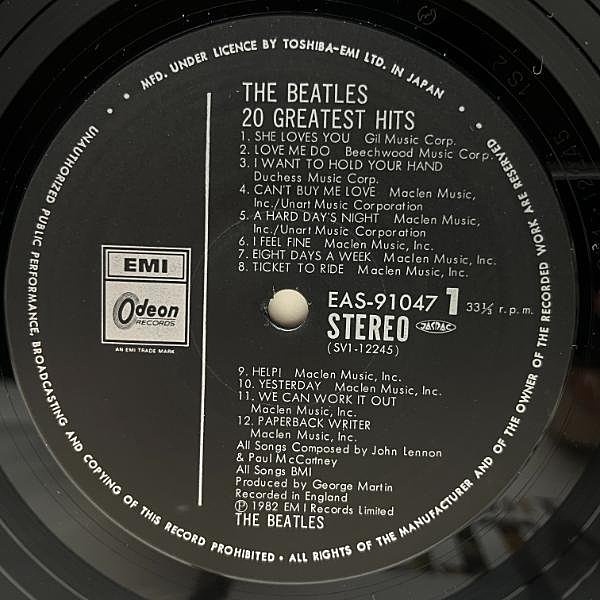 MFD. UNDER LICENCE BY TOSHIBA-EMI LTD. IN JAPAN
UNAUTHORIZED PUBLIC PERFORMANCE, BROADCASTING AND COPYING OF THIS RECORD PROHIBITED • ALL RIGHTS OF THE MANUFACTURER AND OF THE OWNER OF THE RECORDED WORK ARE RESERVED
THE BEATLES
20 GREATEST HITS
1. SHE LOVES YOU Gil Music Corp.
2. LOVE ME DO Beechwood Music Corp.
3. I WANT TO HOLD YOUR HAND
Duchess Music Corp.
4. CAN'T BUY ME LOVE Maclen Music,
Inc./Unart Music Corporation
5. A HARD DAY'S NIGHT Maclen Music,
Inc./Unart Music Corporation
6. I FEEL FINE Maclen Music, Inc.
7. EIGHT DAYS A WEEK Maclen Music, Inc.
8. TICKET TO RIDE Maclen Music, Inc.
EMI
Odeon
RECORDS
AN EMI TRADE MARK
EAS-91047 1 33⅓ r.p.m.
STEREO JASRAC
(SV1-12245)
9. HELP! Maclen Music, Inc.
10. YESTERDAY Maclen Music, Inc.
11. WE CAN WORK IT OUT
Maclen Music, Inc.
12. PAPERBACK WRITER
Maclen Music, Inc.
All Songs Composed by John Lennon
& Paul McCartney
All Songs BMI
Produced by George Martin
Recorded in England
Ⓟ 1982 EMI Records Limited
THE BEATLES